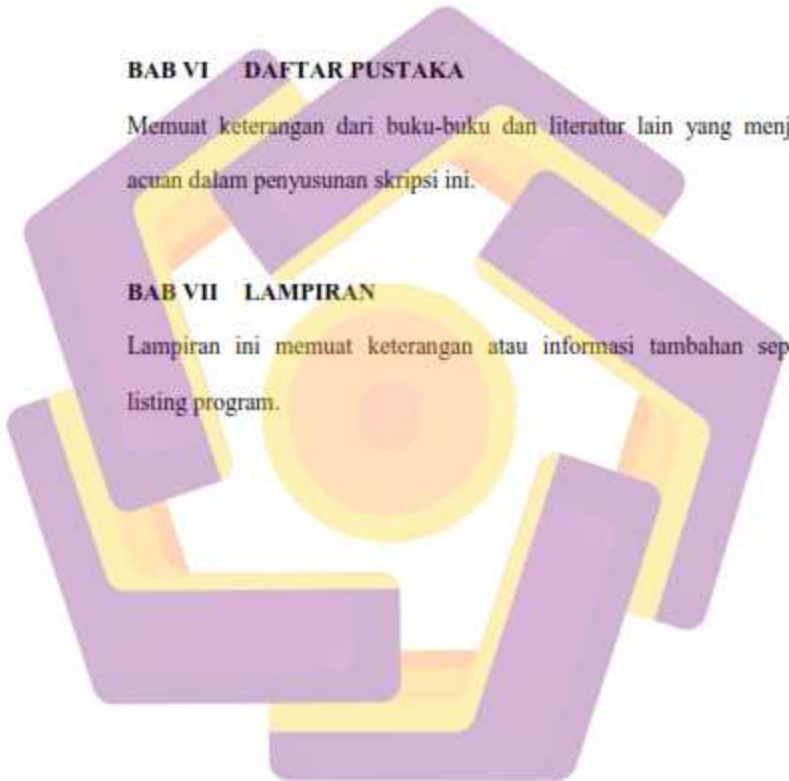 BAB VI DAFTAR PUSTAKA
Memuat keterangan dari buku-buku dan literatur lain yang menj
acuan dalam penyusunan skripsi ini.
BAB VII LAMPIRAN
Lampiran ini memuat keterangan atau informasi tambahan sep
listing program.